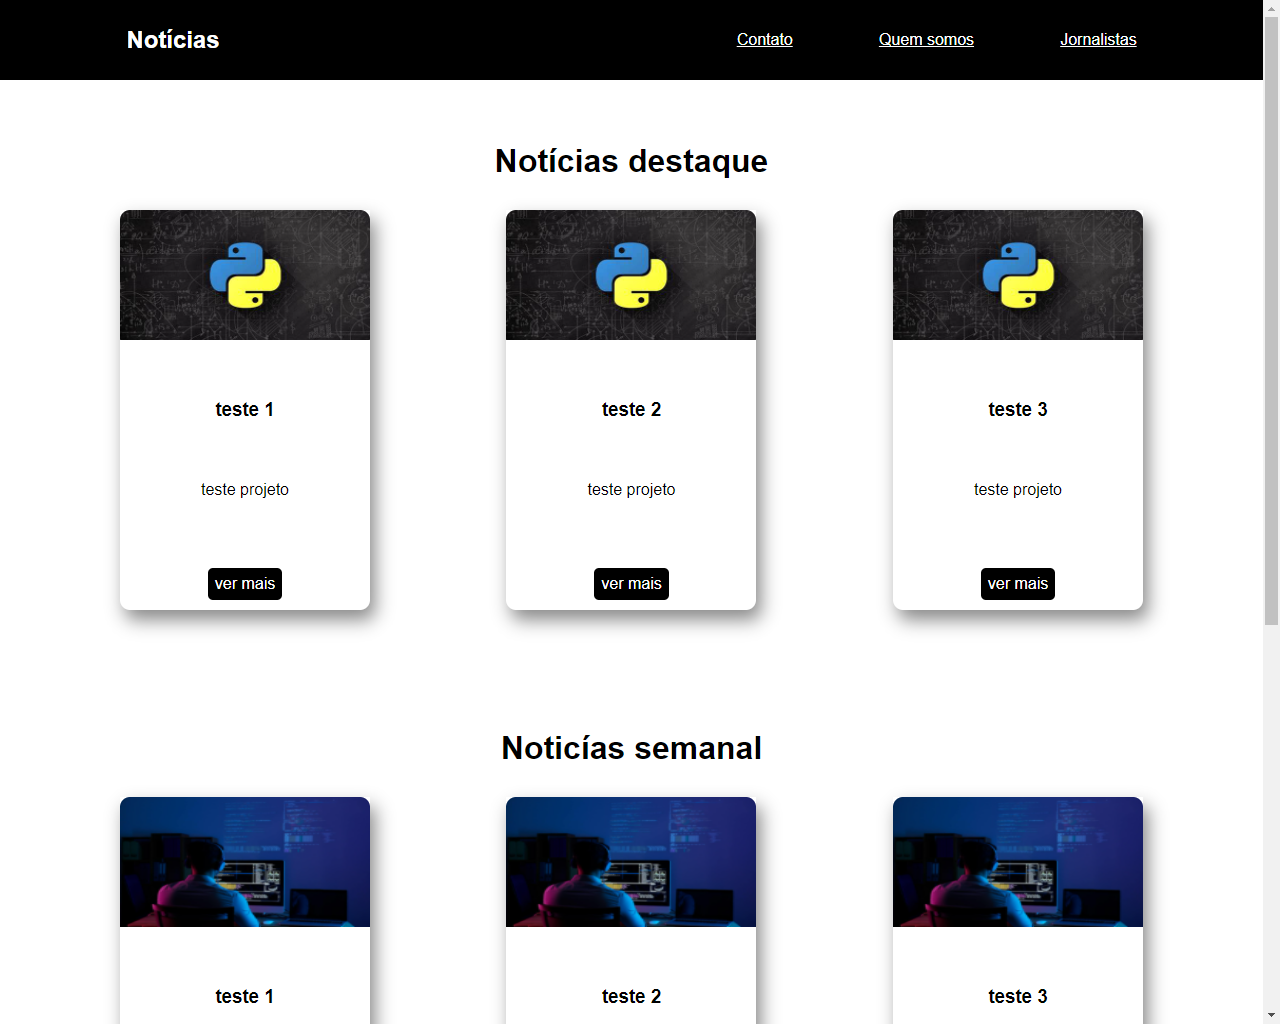 Notícias
Contato
Quem somos
Jornalistas
Notícias destaque
teste 1
teste projeto
ver mais
teste 2
teste projeto
ver mais
teste 3
teste projeto
ver mais
Noticías semanal
teste 1
teste 2
teste 3